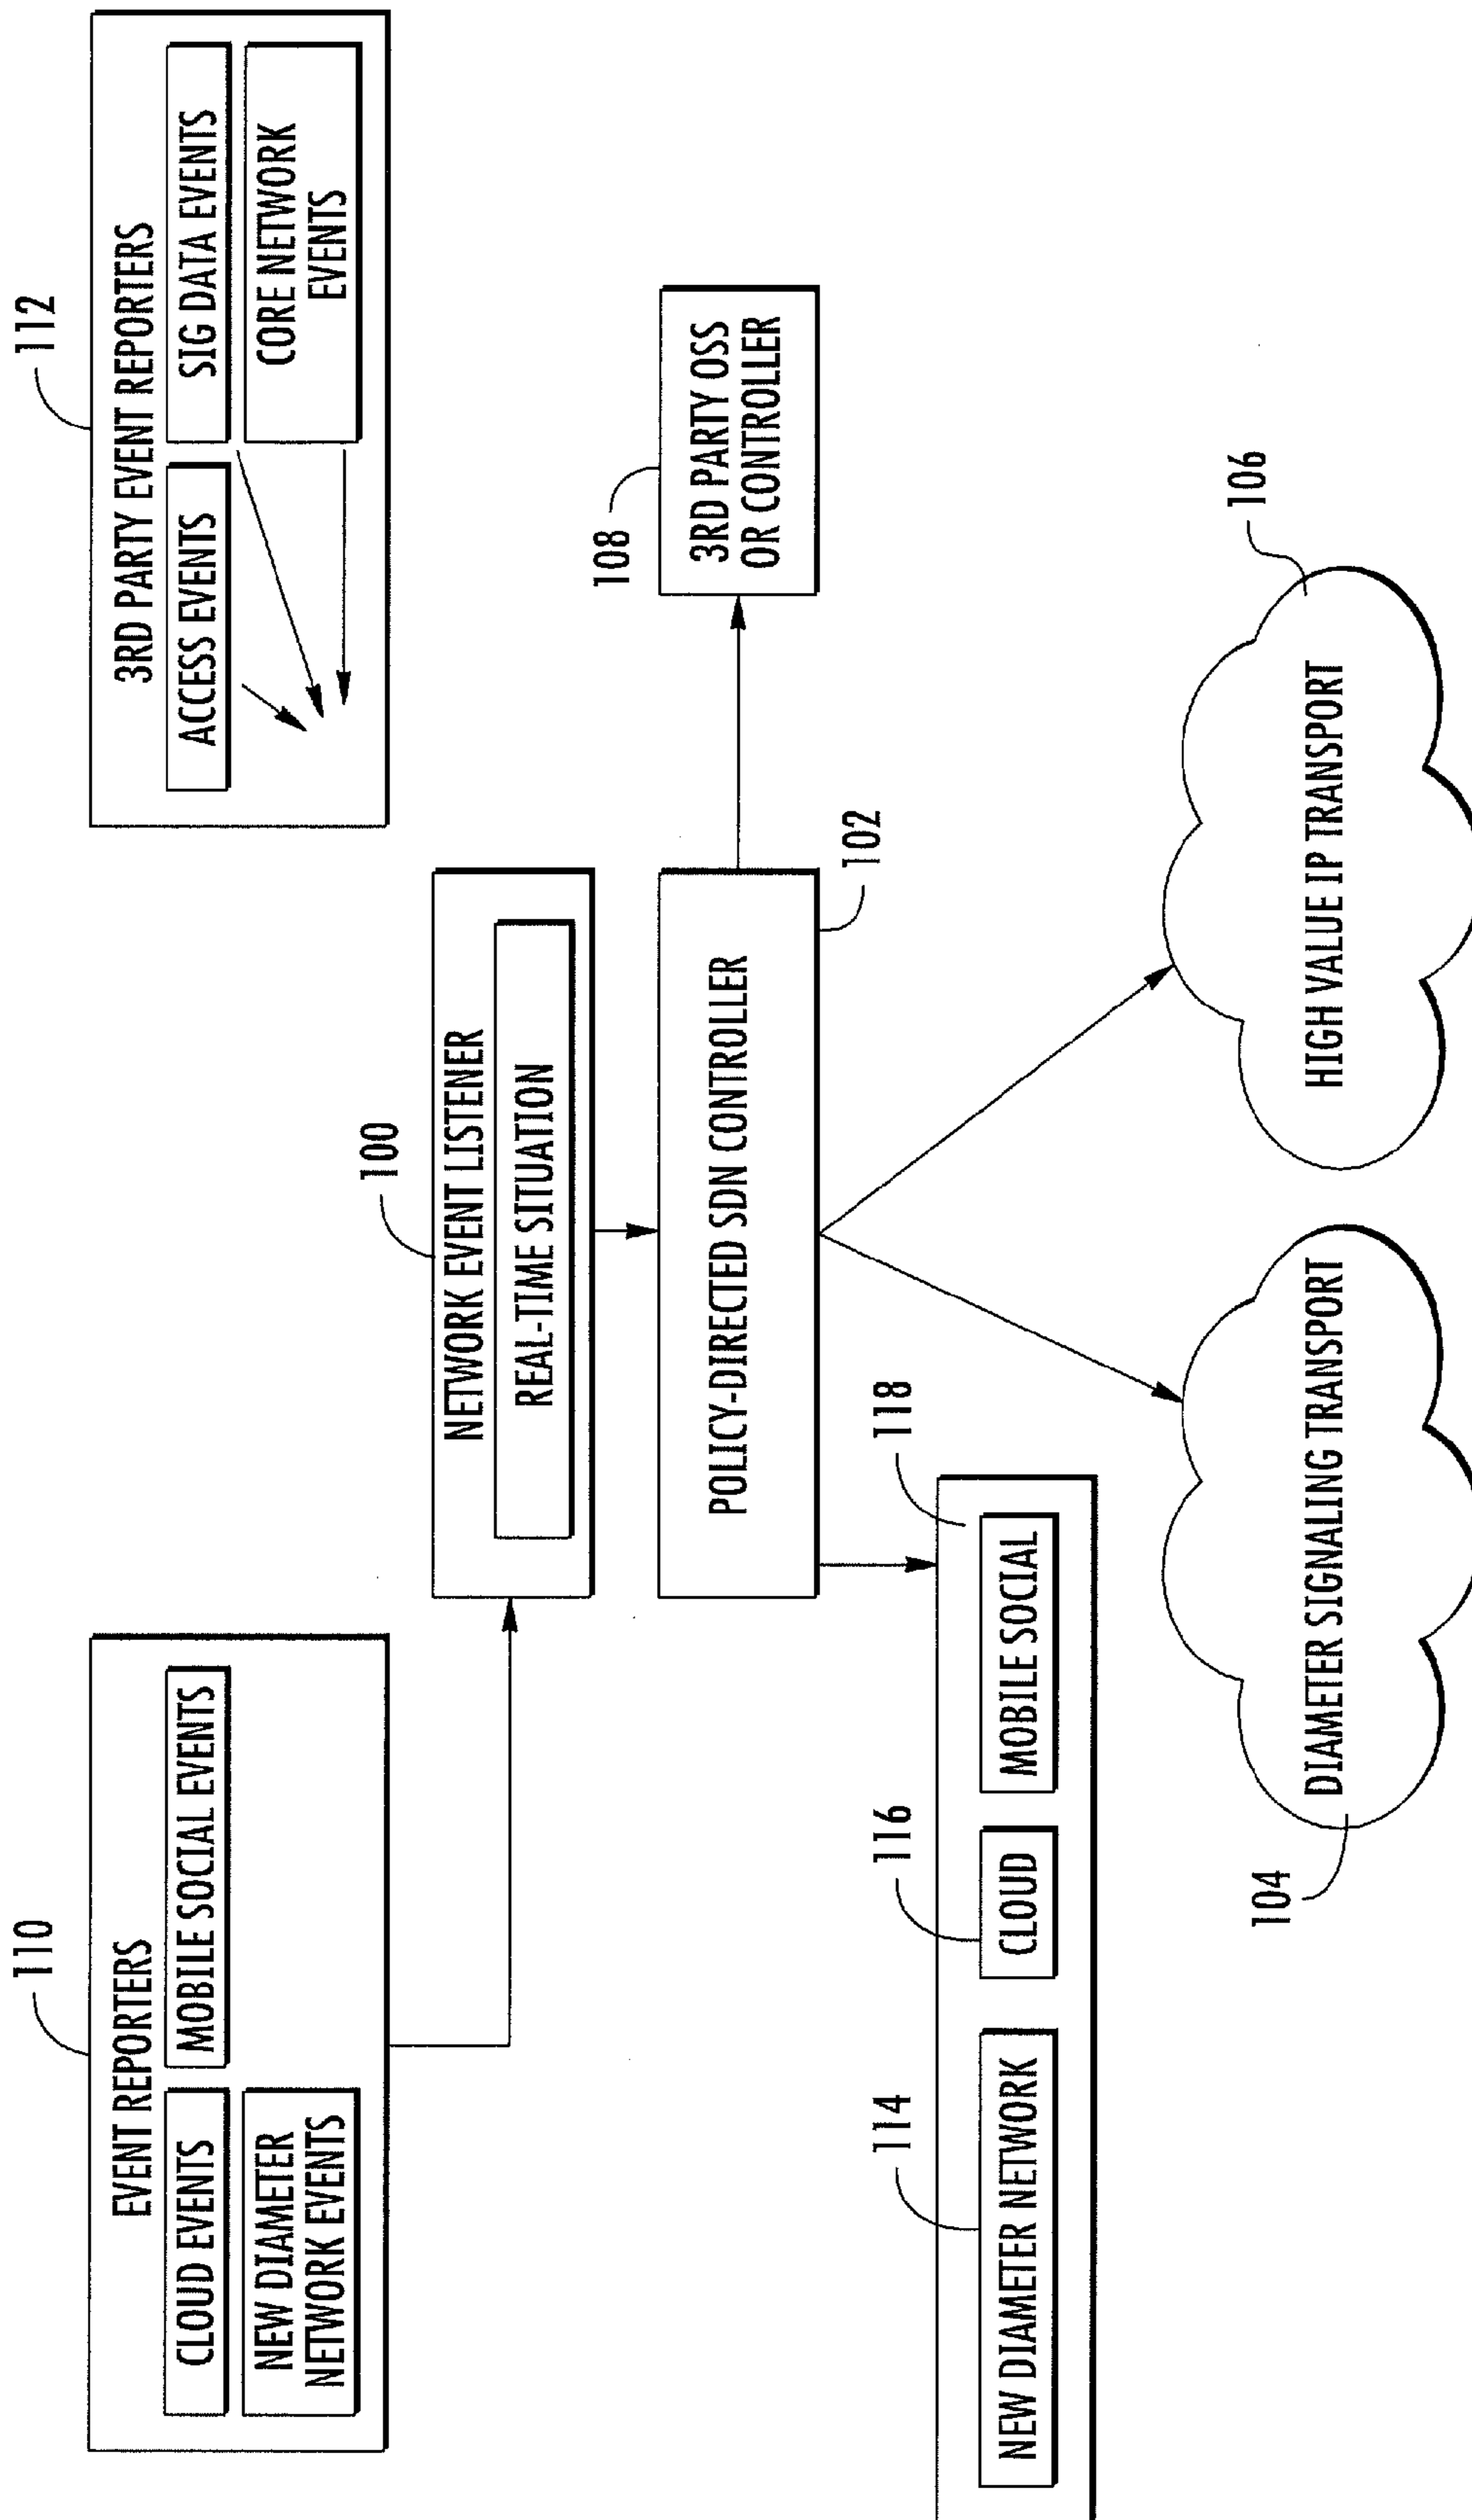 110
EVENT REPORTERS
CLOUD EVENTS
MOBILE SOCIAL EVENTS
NEW DIAMETER
NETWORK EVENTS
112
3RD PARTY EVENT REPORTERS
ACCESS EVENTS
SIG DATA EVENTS
CORE NETWORK
EVENTS
100
NETWORK EVENT LISTENER
REAL-TIME SITUATION
POLICY-DIRECTED SDN CONTROLLER
102
108
3RD PARTY OSS
OR CONTROLLER
114
NEW DIAMETER NETWORK
116
CLOUD
118
MOBILE SOCIAL
104
DIAMETER SIGNALING TRANSPORT
106
HIGH VALUE IP TRANSPORT